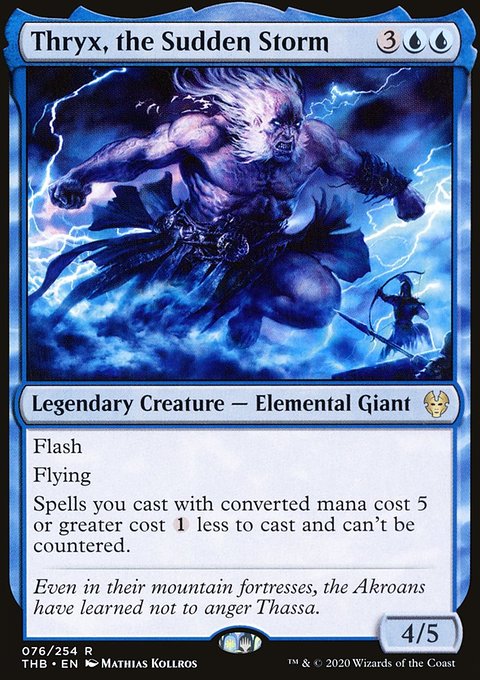 Thryx, the Sudden Storm 3
Legendary Creature — Elemental Giant
Flash
Flying
Spells you cast with converted mana cost 5
or greater cost 1 less to cast and can't be
countered.
Even in their mountain fortresses, the Akroans
have learned not to anger Thassa.
4/5
076/254 R
THB • EN Mathias Kollros
™ & © 2020 Wizards of the Coast